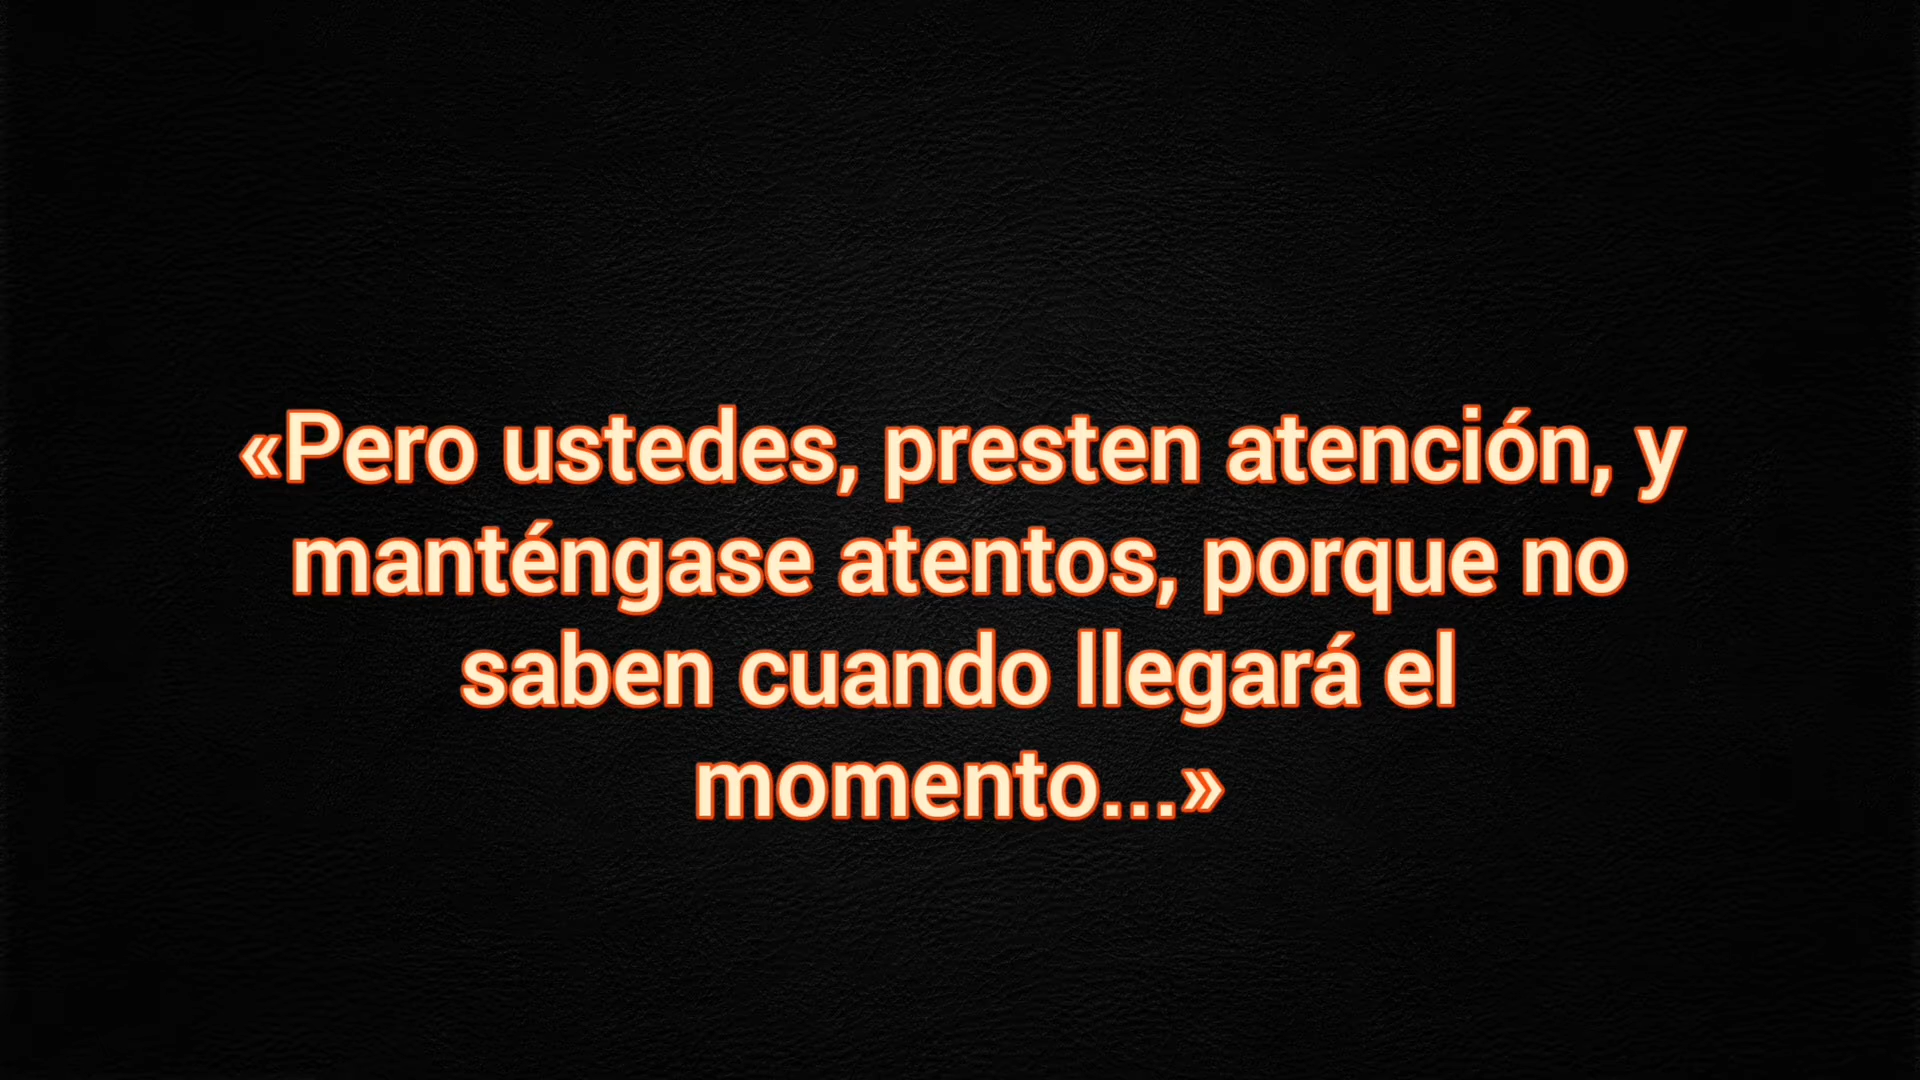 «Pero ustedes, presten atención, y
manténgase atentos, porque no
saben cuando llegará el
momento...»